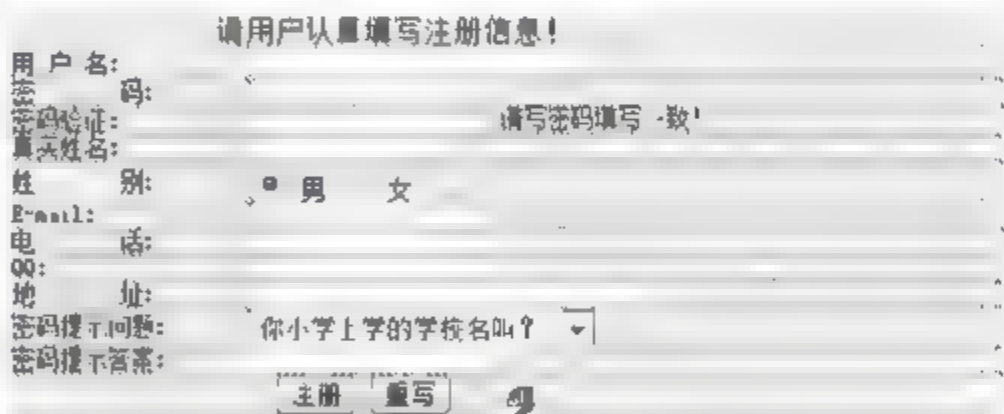 请用户认真填写注册信息!
用 户 名:
密 码:
密码验证: 请写密码填写一致!
真实姓名:
姓 别: 男 女
E-mail:
电 话:
QQ:
地 址:
密码提示问题: 你小学上学的学校名叫?
密码提示答案:
主册 重写